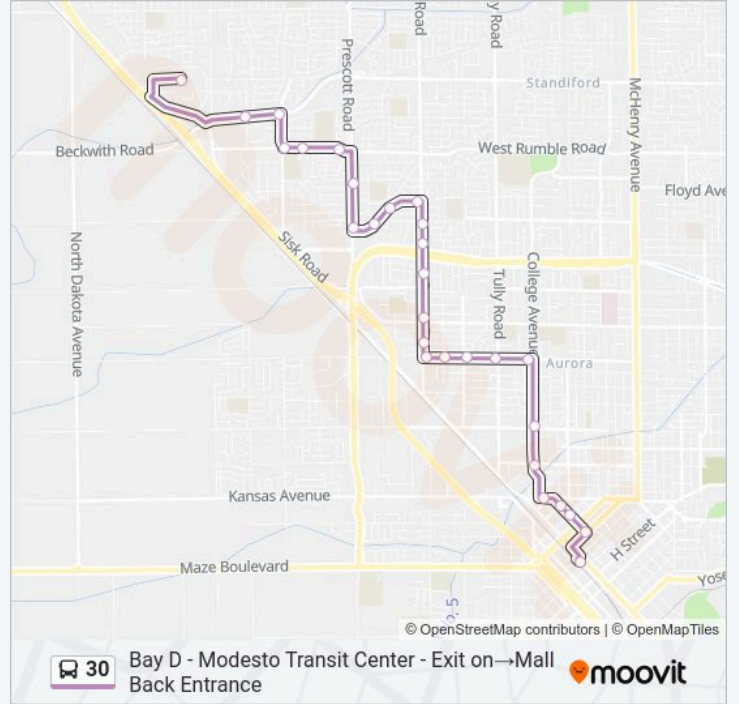 Road
y Road
Prescott Road
Standiford
McHenry Avenue
Beckwith Road
West Rumble Road
Floyd Ave
North Dakota Avenue
Sisk Road
College Avenue
Tully Road
Aurora
Kansas Avenue
H Street
Maze Boulevard
Yose
© OpenStreetMap contributors | © OpenMapTiles
30
Bay D - Modesto Transit Center - Exit on→Mall
Back Entrance
moovit